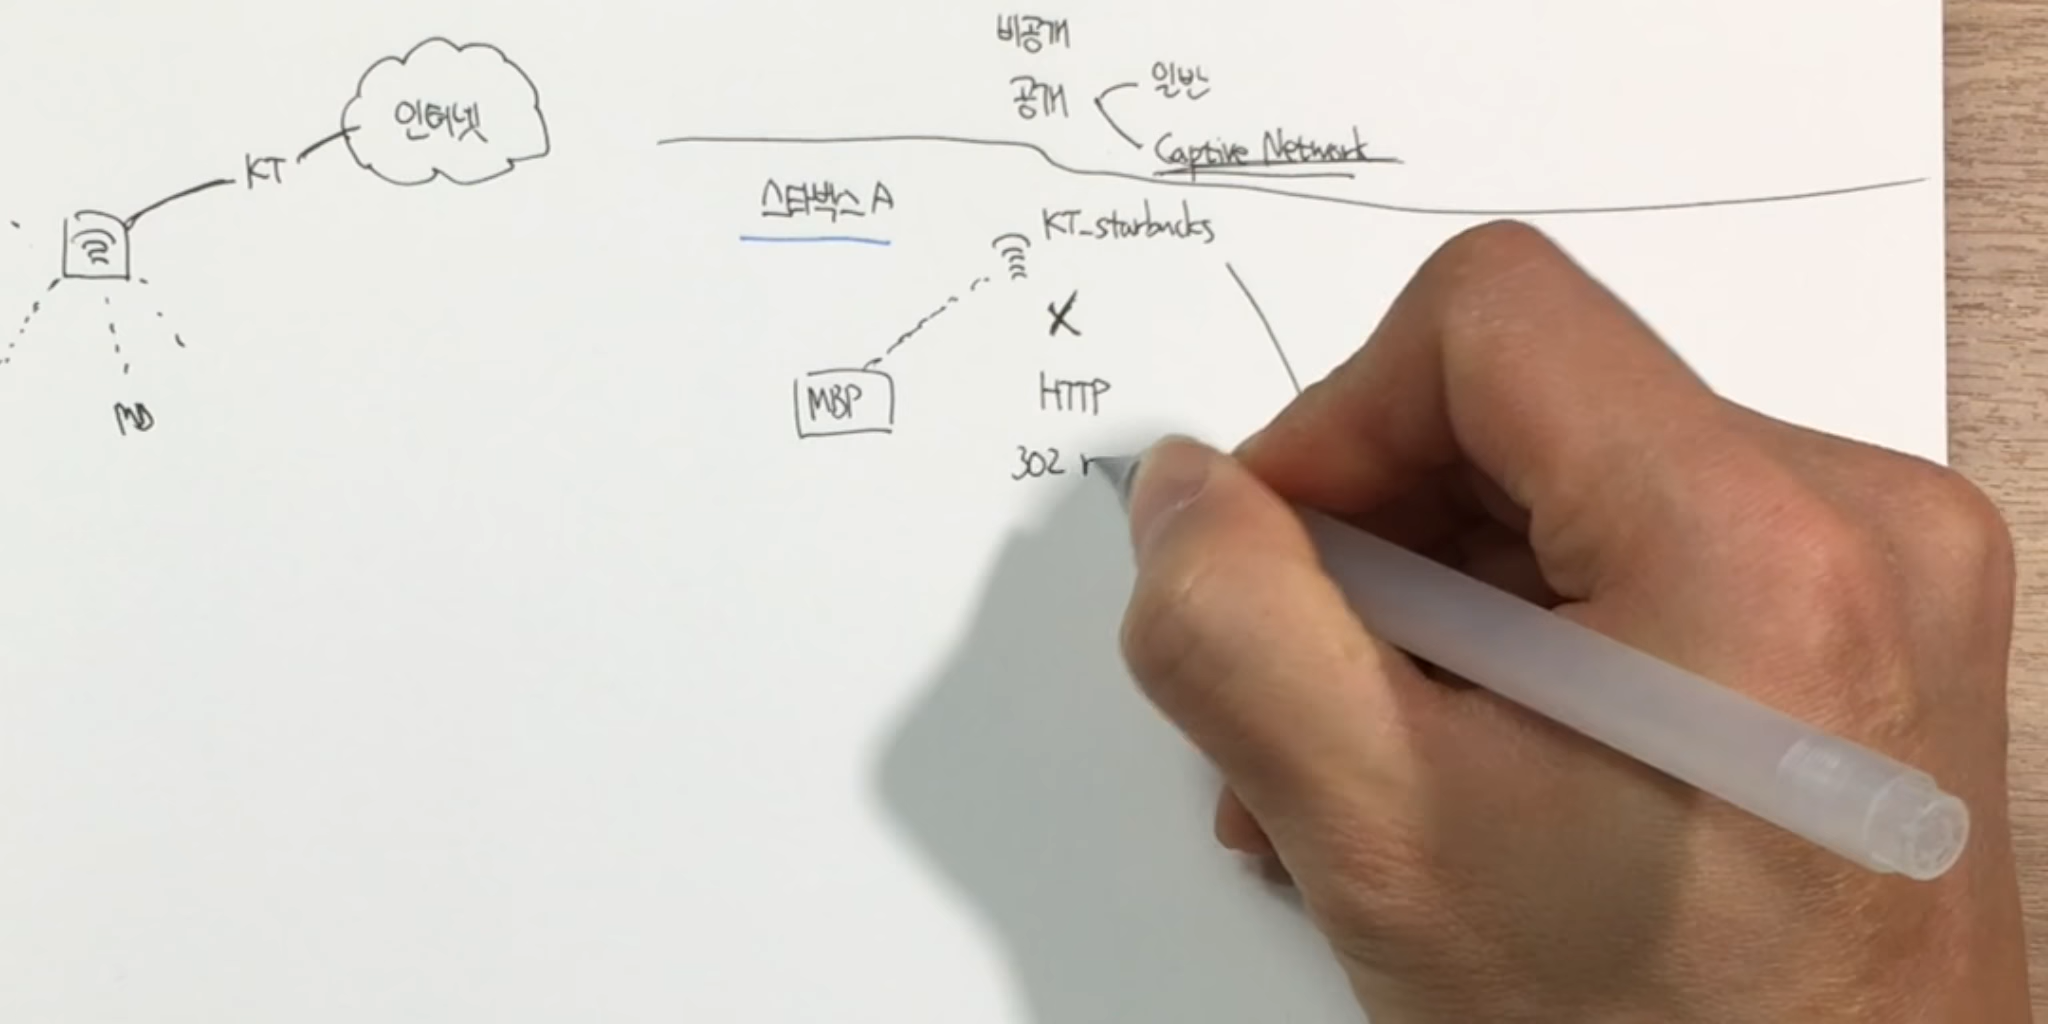 비공개
공개
일반
Captive Network
인터넷
KT
스타박스 A
KT_starbucks
X
HTTP
MBP
302 r